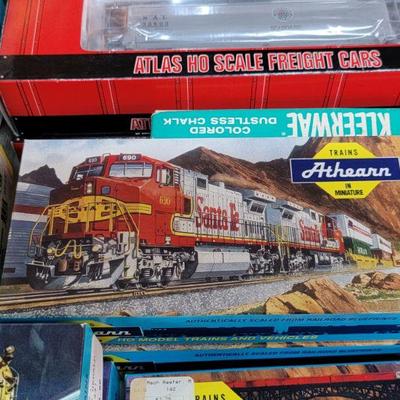 ATLAS HO SCALE FREIGHT CARS
KLEERWAE
COLORED
DUSTLESS CHALK
TRAINS
Athearn
IN
MINIATURE
690
690
Santa Fe
Santa Fe
AUTHENTICALLY SCALED FROM RAILROAD BLUEPRINTS
HO MODEL TRAINS AND VEHICLES
AUTHENTICALLY SCALED FROM RAILROAD BLUEPRINTS